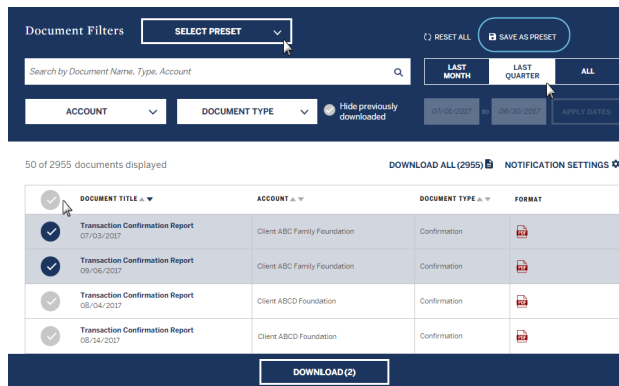 Document Filters
SELECT PRESET
RESET ALL
SAVE AS PRESET
Search by Document Name, Type, Account
LAST MONTH
LAST QUARTER
ALL
ACCOUNT
DOCUMENT TYPE
Hide previously downloaded
07/01/2017 to 09/30/2017 APPLY DATES
50 of 2955 documents displayed
DOWNLOAD ALL (2955)
NOTIFICATION SETTINGS
DOCUMENT TITLE ACCOUNT DOCUMENT TYPE FORMAT
Transaction Confirmation Report
07/03/2017
Client ABC Family Foundation
Confirmation
PDF
Transaction Confirmation Report
09/06/2017
Client ABC Family Foundation
Confirmation
PDF
Transaction Confirmation Report
08/04/2017
Client ABCD Foundation
Confirmation
PDF
Transaction Confirmation Report
08/14/2017
Client ABCD Foundation
Confirmation
PDF
DOWNLOAD (2)